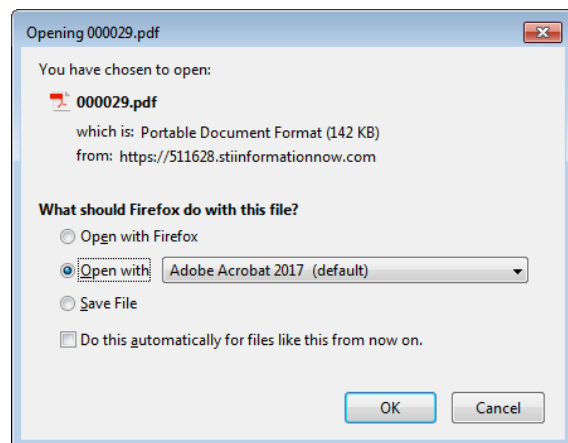 Opening 000029.pdf
You have chosen to open:
000029.pdf
which is: Portable Document Format (142 KB)
from: https://511628.stiinformationnow.com
What should Firefox do with this file?
Open with Firefox
Open with Adobe Acrobat 2017 (default)
Save File
Do this automatically for files like this from now on.
OK Cancel